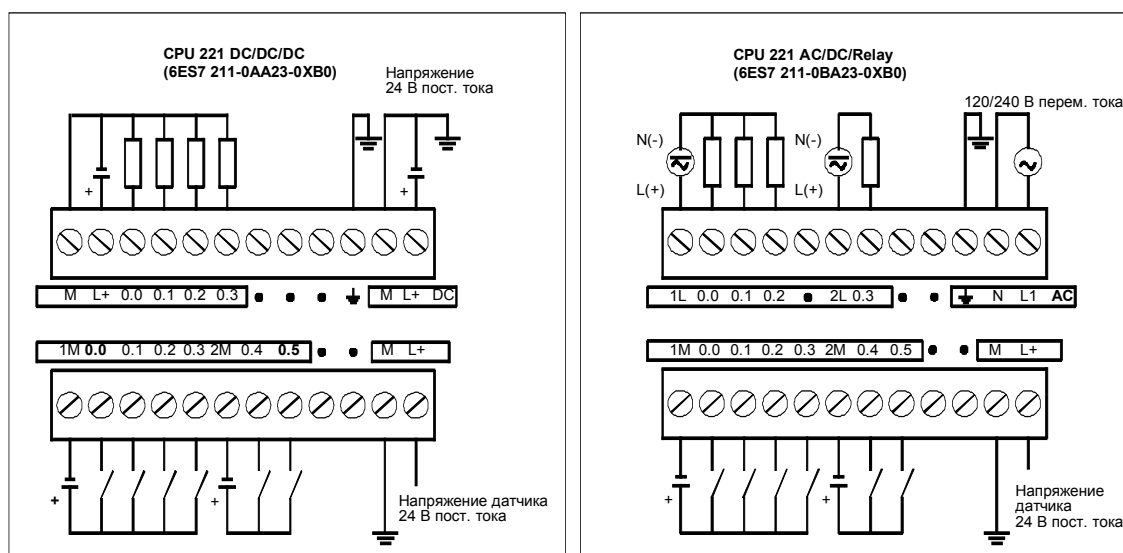 CPU 221 DC/DC/DC
(6ES7 211-0AA23-0XB0)
Напряжение
24 В пост. тока
+
+
M L+ 0.0 0.1 0.2 0.3 M L+ DC
1M 0.0 0.1 0.2 0.3 2M 0.4 0.5 M L+
+
+
Напряжение датчика
24 В пост. тока
CPU 221 AC/DC/Relay
(6ES7 211-0BA23-0XB0)
120/240 В перем. тока
N(-) N(-)
L(+) L(+)
1L 0.0 0.1 0.2 2L 0.3 N L1 AC
1M 0.0 0.1 0.2 0.3 2M 0.4 0.5 M L+
+
+
Напряжение
датчика
24 В пост. тока